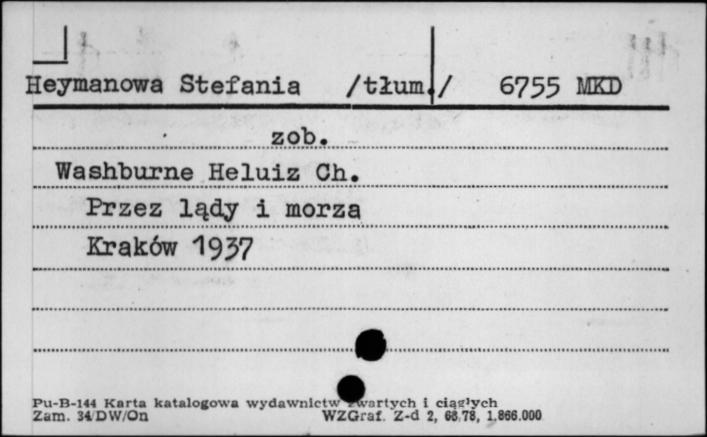 Heymanowa Stefania /tłum./ 6755 MKD
zob.
Washburne Heluiz Ch.
Przez lądy i morza
Kraków 1937
Pu-B-144 Karta katalogowa wydawnictw zwartych i ciągłych
Zam. 34/DW/On WZGraf. Z-d 2, 68.78, 1.866.000